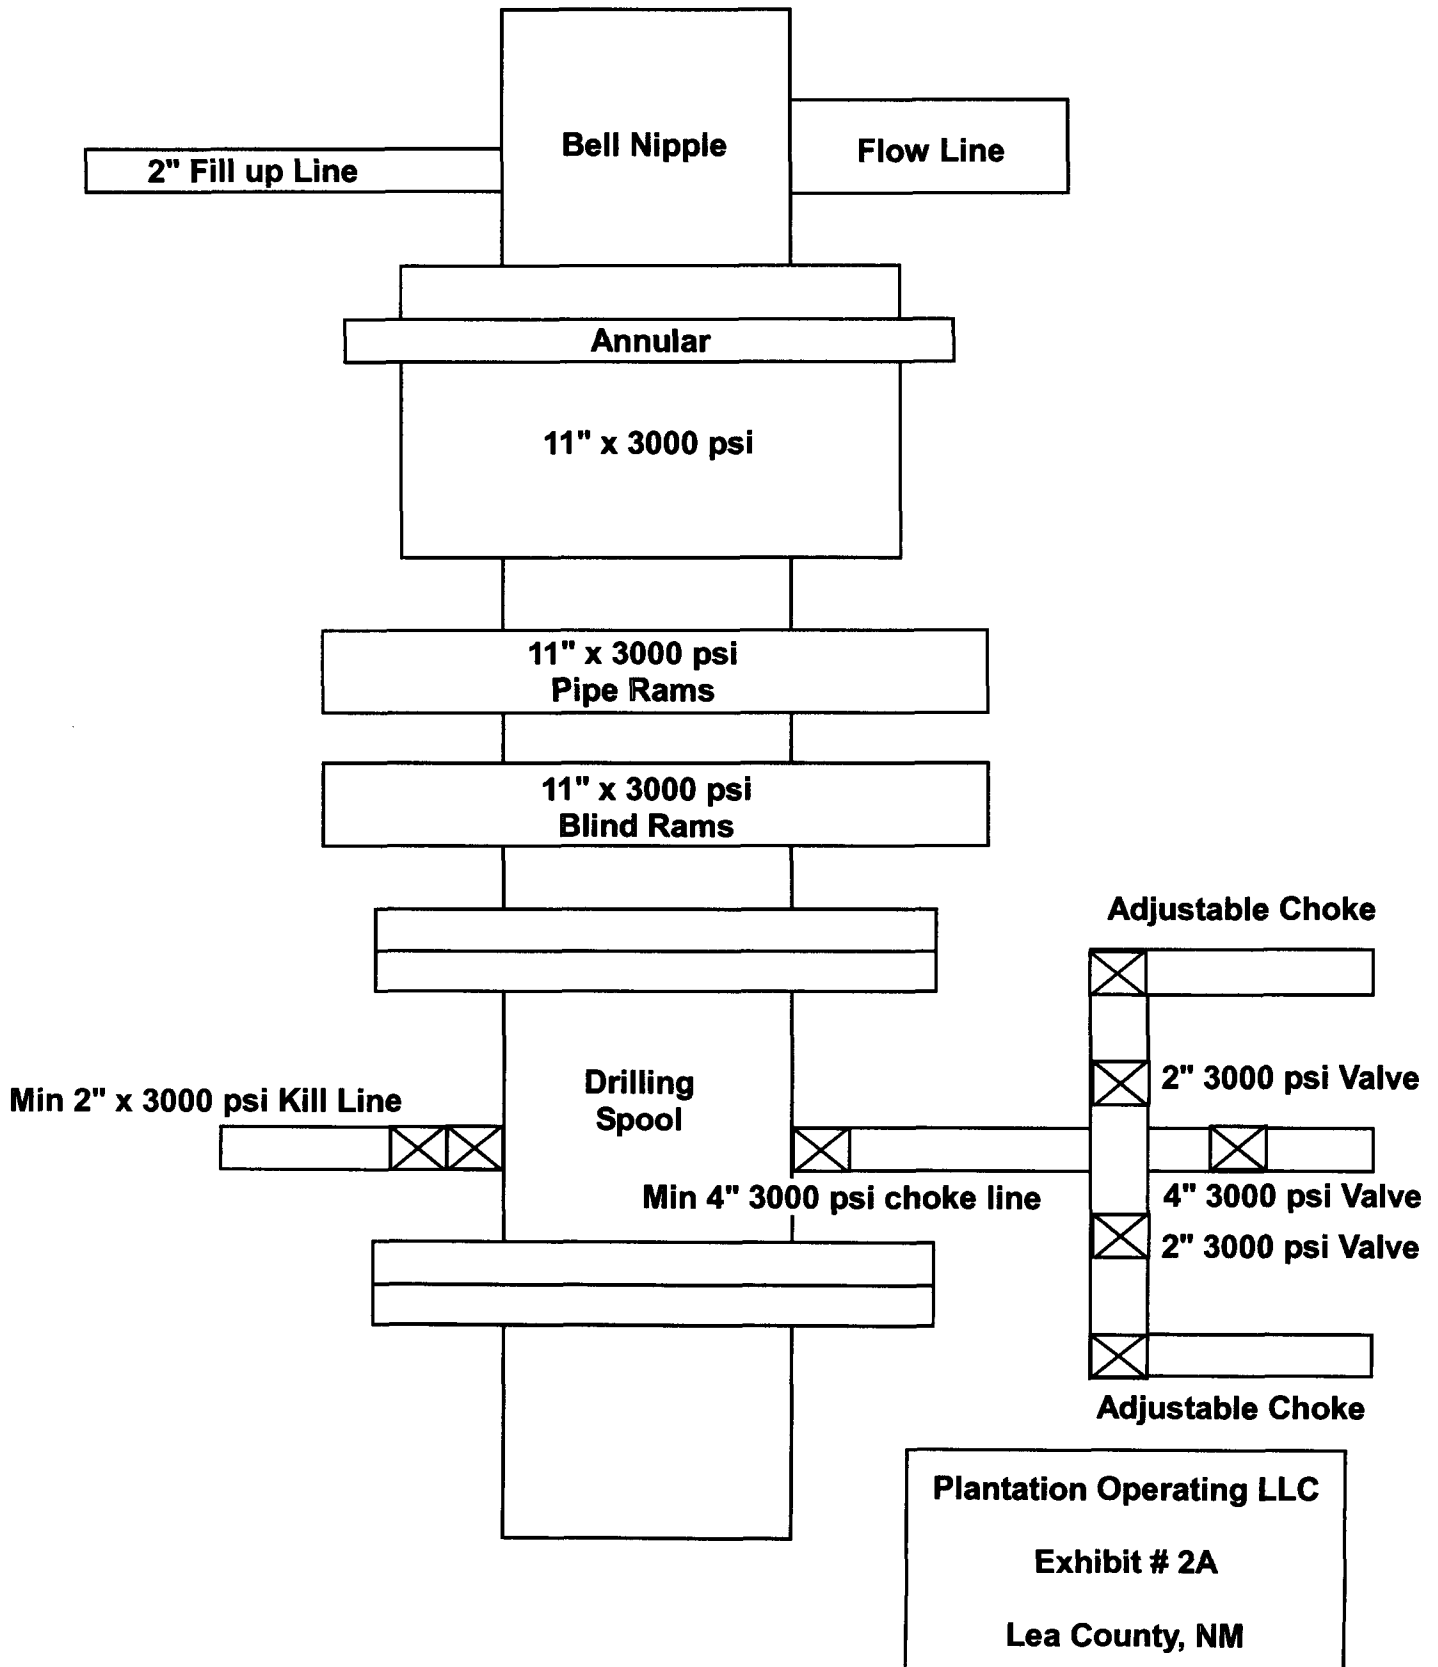 Bell Nipple
Flow Line
2" Fill up Line
Annular
11" x 3000 psi
11" x 3000 psi
Pipe Rams
11" x 3000 psi
Blind Rams
Adjustable Choke
Drilling
Spool
2" 3000 psi Valve
Min 2" x 3000 psi Kill Line
Min 4" 3000 psi choke line
4" 3000 psi Valve
2" 3000 psi Valve
Adjustable Choke
Plantation Operating LLC
Exhibit # 2A
Lea County, NM